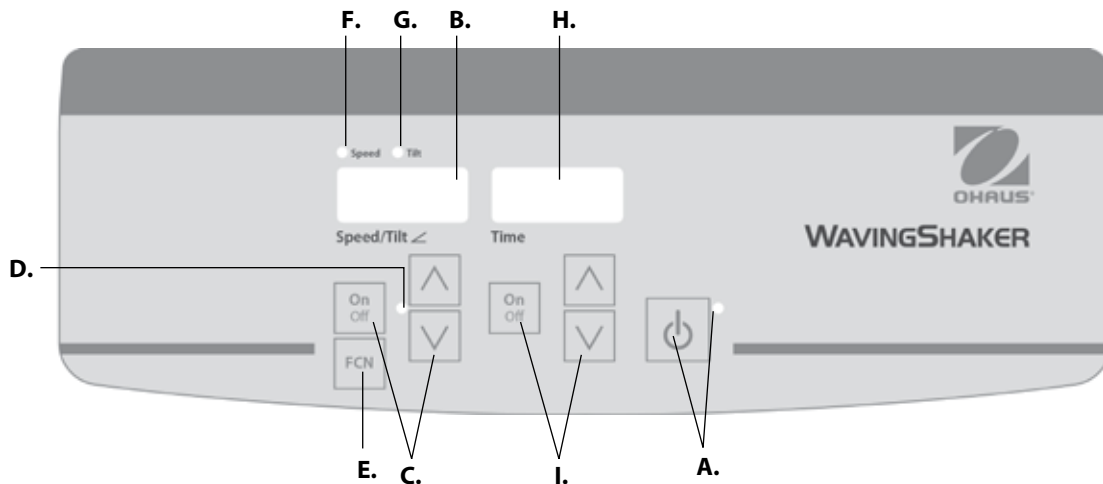 F. G. B. H.
Speed Tilt
OHAUS
Speed/Tilt Time
WAVINGSHAKER
D.
On On
Off Off
FCN
E. C. I. A.